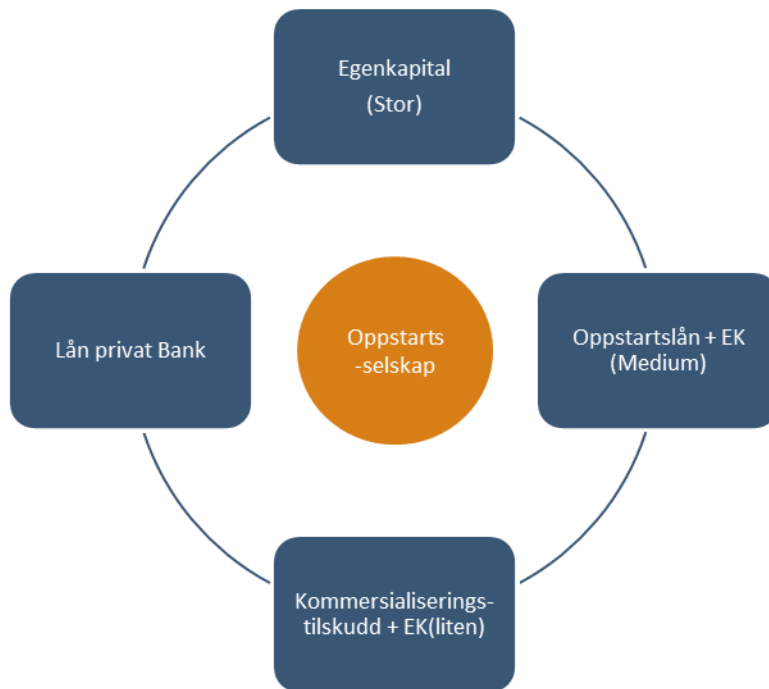 Egenkapital
(Stor)
Lån privat Bank
Oppstarts
-selskap
Oppstartslån + EK
(Medium)
Kommersialiserings-
tilskudd + EK(liten)